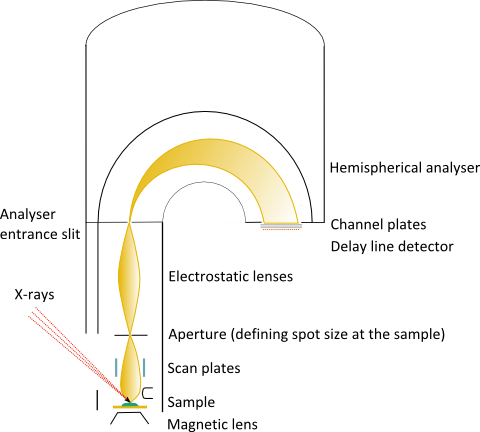 Hemispherical analyser
Analyser
entrance slit
Channel plates
Delay line detector
Electrostatic lenses
X-rays
Aperture (defining spot size at the sample)
Scan plates
Sample
Magnetic lens